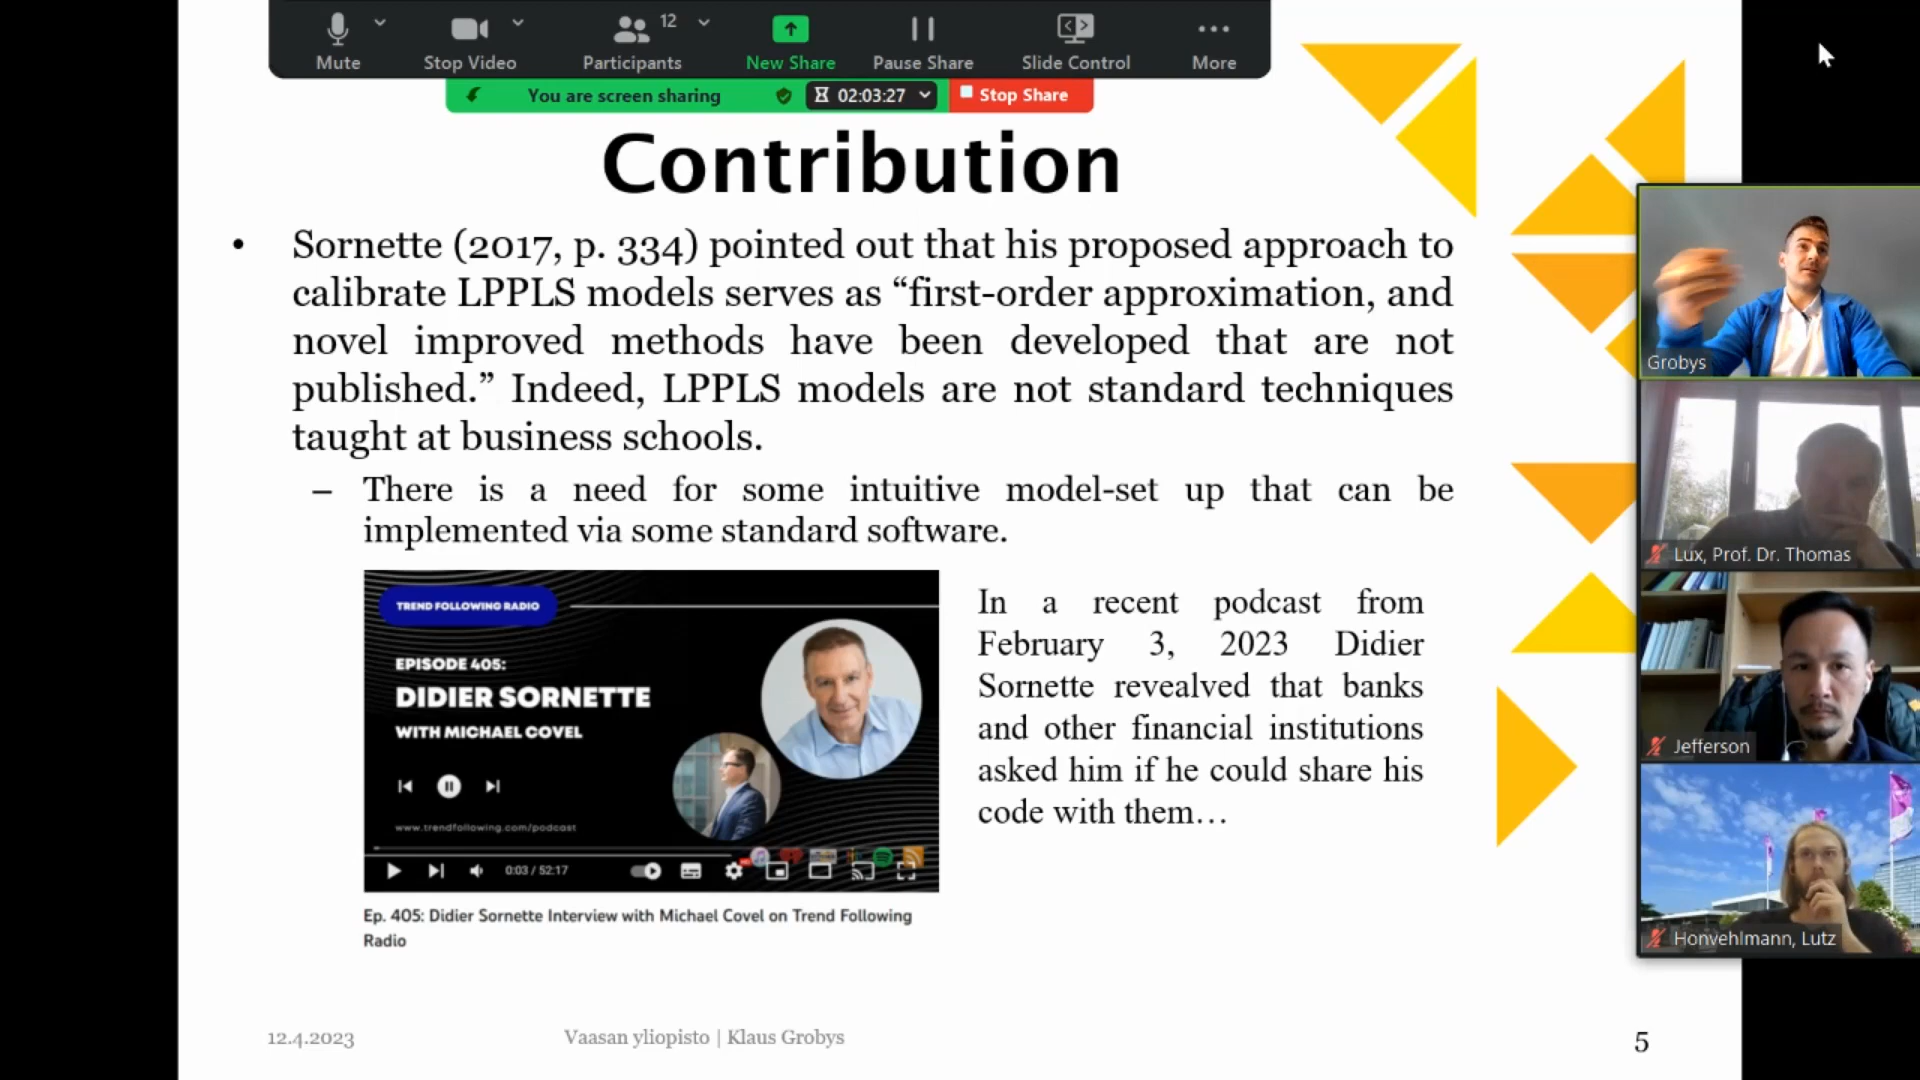 12
Mute
Stop Video
Participants
New Share
Pause Share
Slide Control
More
You are screen sharing
02:03:27
Stop Share
Contribution
• Sornette (2017, p. 334) pointed out that his proposed approach to
calibrate LPPLS models serves as “first-order approximation, and
novel improved methods have been developed that are not
published.” Indeed, LPPLS models are not standard techniques
taught at business schools.
– There is a need for some intuitive model-set up that can be
implemented via some standard software.
TREND FOLLOWING RADIO
EPISODE 405:
DIDIER SORNETTE
WITH MICHAEL COVEL
www.trendfollowing.com/podcast
0:03 / 52:17
Ep. 405: Didier Sornette Interview with Michael Covel on Trend Following
Radio
In a recent podcast from
February 3, 2023 Didier
Sornette revealved that banks
and other financial institutions
asked him if he could share his
code with them…
12.4.2023
Vaasan yliopisto | Klaus Grobys
5
Grobys
Lux, Prof. Dr. Thomas
Jefferson
Honvehlmann, Lutz